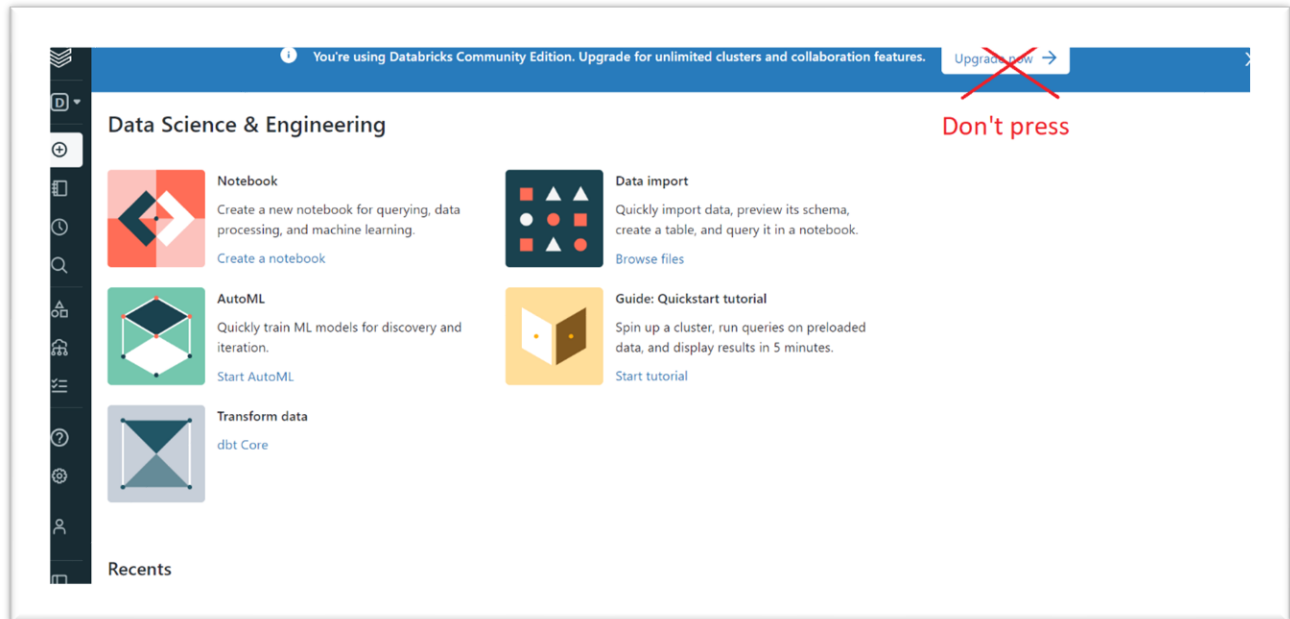 You're using Databricks Community Edition. Upgrade for unlimited clusters and collaboration features.
Upgrade now →
Don't press
D
Data Science & Engineering
Notebook
Create a new notebook for querying, data
processing, and machine learning.
Create a notebook
Data import
Quickly import data, preview its schema,
create a table, and query it in a notebook.
Browse files
AutoML
Quickly train ML models for discovery and
iteration.
Start AutoML
Guide: Quickstart tutorial
Spin up a cluster, run queries on preloaded
data, and display results in 5 minutes.
Start tutorial
Transform data
dbt Core
Recents